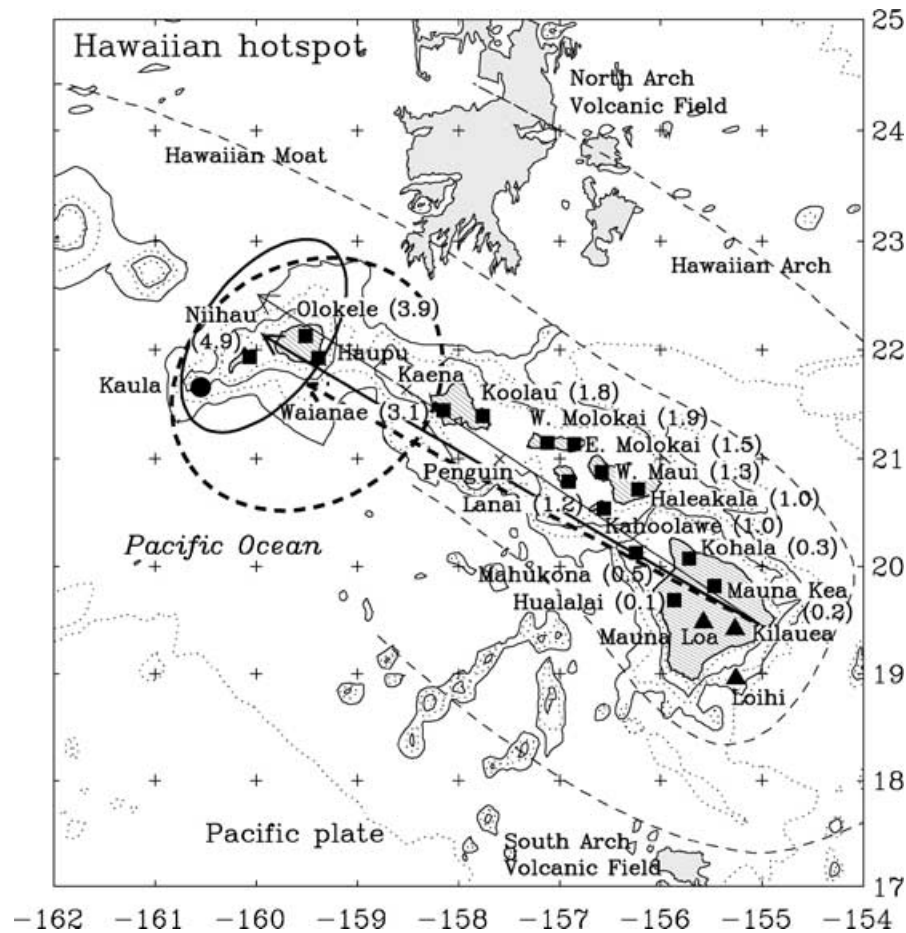 25
Hawaiian hotspot
North Arch
Volcanic Field
24
Hawaiian Moat
23
Hawaiian Arch
Niihau
(4.9)
Olokele (3.9)
22
Haupu
Kaula
Kaena
Koolau (1.8)
Waianae (3.1)
W. Molokai (1.9)
E. Molokai (1.5)
21
Penguin
W. Maui (1.3)
Lanai (1.2)
Haleakala (1.0)
Kahoolawe (1.0)
Pacific Ocean
Kohala (0.3)
20
Mahukona (0.5)
Mauna Kea
(0.2)
Hualalai (0.1)
Mauna Loa
Kilauea
19
Loihi
18
Pacific plate
South Arch
Volcanic Field
17
−162 −161 −160 −159 −158 −157 −156 −155 −154